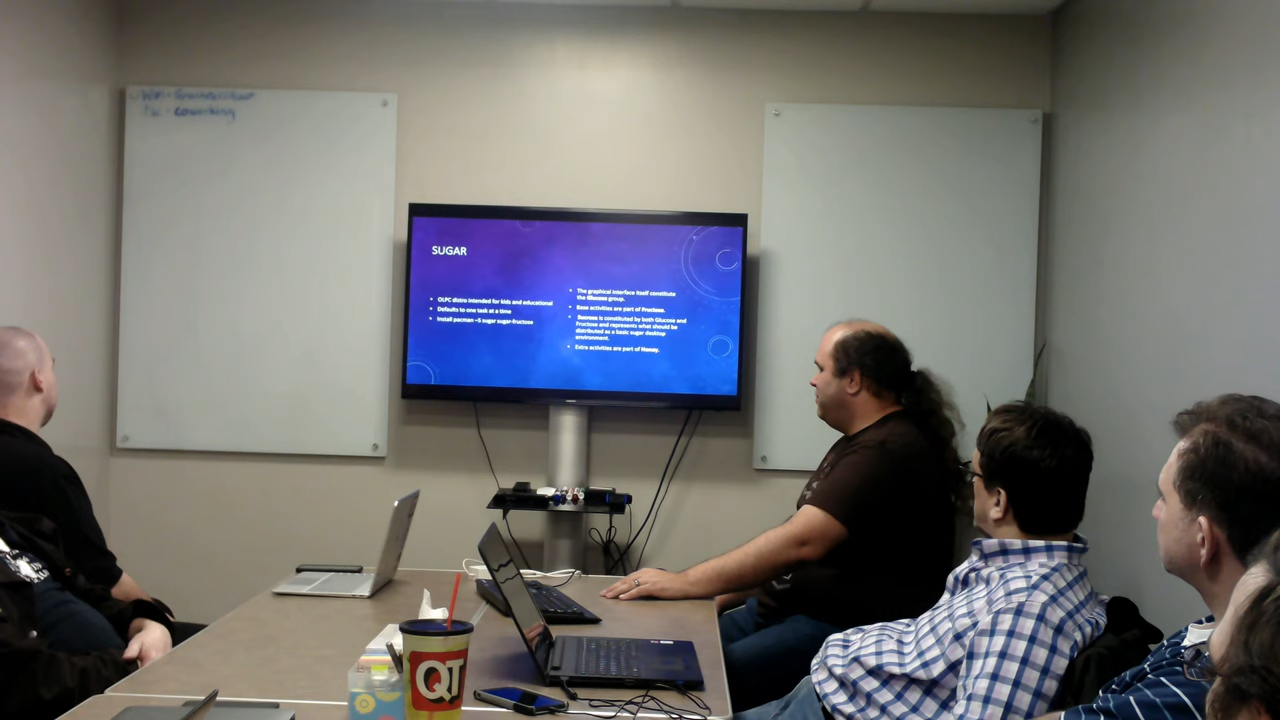 coworking
SUGAR
• OLPC distro intended for kids and educational
• Defaults to one task at a time
• Install pacman –S sugar sugar-fructose
• The graphical interface itself constitute
the Glucose group.
• Base activities are part of Fructose.
• Sucrose is constituted by both Glucose and
Fructose and represents what should be
distributed as a basic sugar desktop
environment.
• Extra activities are part of Honey.
QT